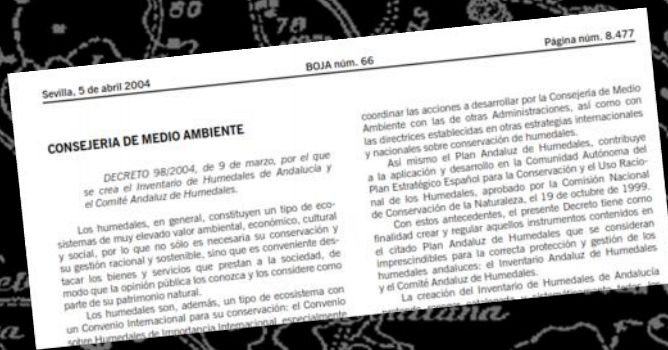 Sevilla, 5 de abril 2004
BOJA núm. 66
Página núm. 8.477
CONSEJERIA DE MEDIO AMBIENTE
DECRETO 98/2004, de 9 de marzo, por el que
se crea el Inventario de Humedales de Andalucía y
el Comité Andaluz de Humedales.
Los humedales, en general, constituyen un tipo de eco-
sistemas de muy elevado valor ambiental, económico, cultural
y social, por lo que no sólo es necesaria su conservación y
su gestión racional y sostenible, sino que es conveniente des-
tacar los bienes y servicios que prestan a la sociedad, de
modo que la opinión pública los conozca y los considere como
parte de su patrimonio natural.
Los humedales son, además, un tipo de ecosistema con
un Convenio Internacional para su conservación: el Convenio
sobre Humedales de Importancia Internacional, especialmente
coordinar las acciones a desarrollar por la Consejería de Medio
Ambiente con las de otras Administraciones, así como con
las directrices establecidas en otras estrategias internacionales
y nacionales sobre conservación de humedales.
Así mismo el Plan Andaluz de Humedales, contribuye
a la aplicación y desarrollo en la Comunidad Autónoma del
Plan Estratégico Español para la Conservación y el Uso Racio-
nal de los Humedales, aprobado por la Comisión Nacional
de Conservación de la Naturaleza, el 19 de octubre de 1999.
Con estos antecedentes, el presente Decreto tiene como
finalidad crear y regular aquellos instrumentos contenidos en
el citado Plan Andaluz de Humedales que se consideran
imprescindibles para la correcta protección y gestión de los
humedales andaluces: el Inventario Andaluz de Humedales
y el Comité Andaluz de Humedales.
La creación del Inventario de Humedales de Andalucía
80
78